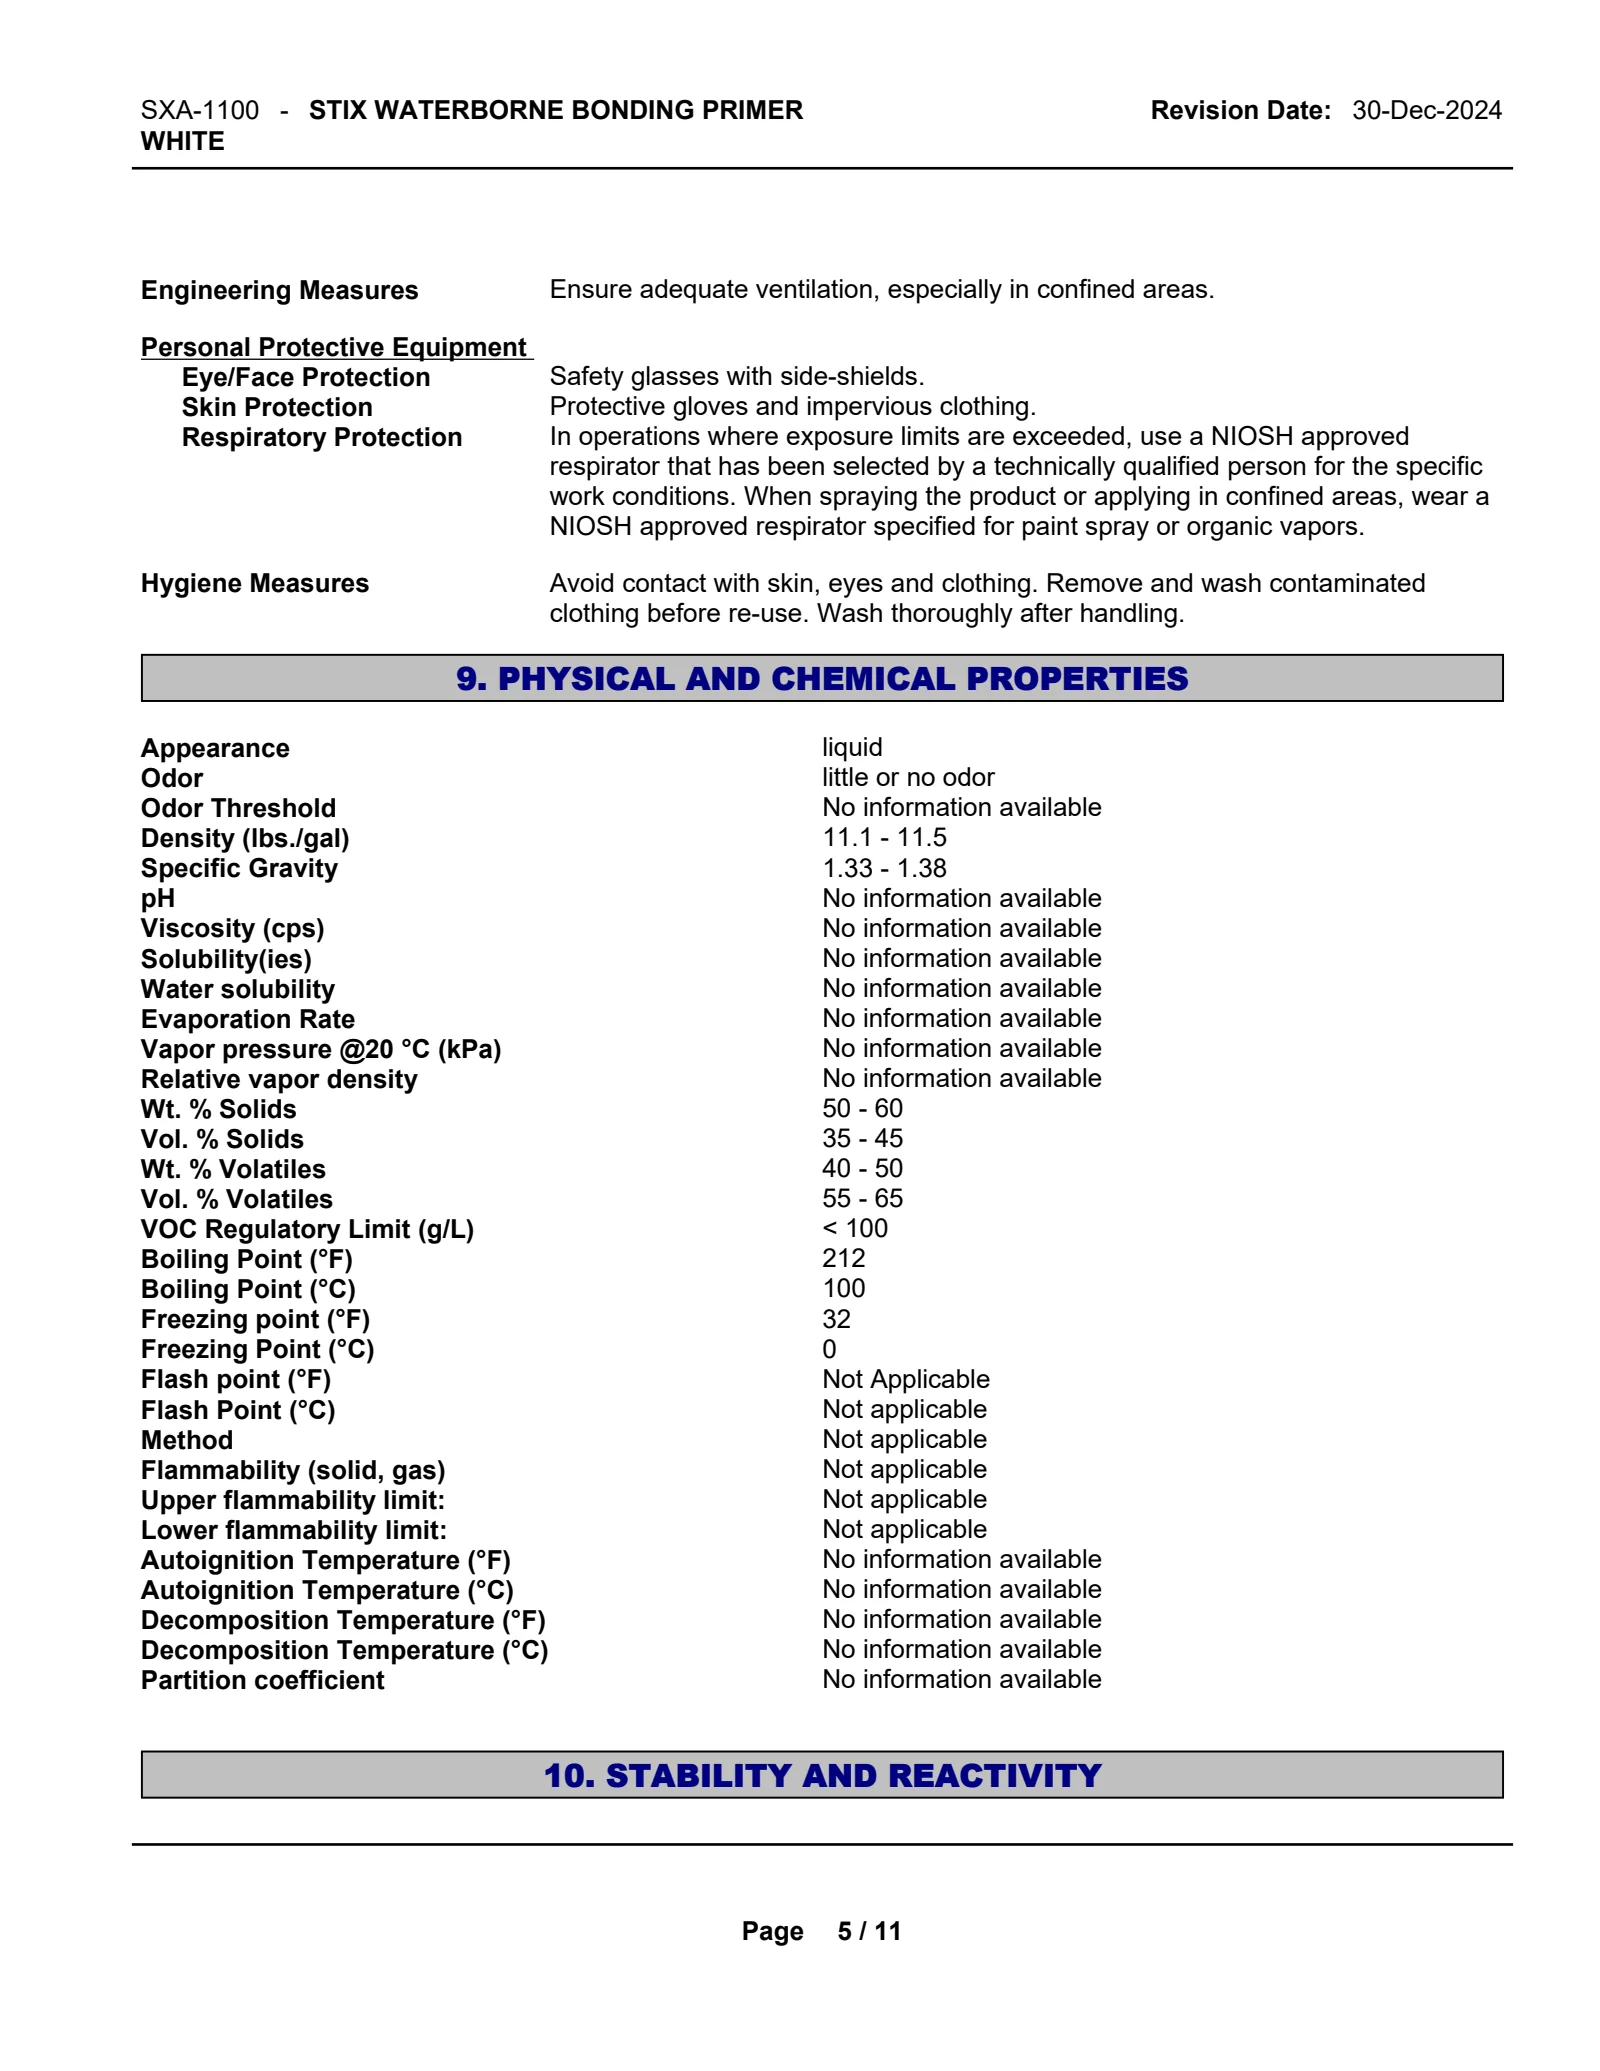 SXA-1100 - STIX WATERBORNE BONDING PRIMER WHITE
Revision Date: 30-Dec-2024
Engineering Measures Ensure adequate ventilation, especially in confined areas.
Personal Protective Equipment
Eye/Face Protection Safety glasses with side-shields.
Skin Protection Protective gloves and impervious clothing.
Respiratory Protection In operations where exposure limits are exceeded, use a NIOSH approved
respirator that has been selected by a technically qualified person for the specific
work conditions. When spraying the product or applying in confined areas, wear a
NIOSH approved respirator specified for paint spray or organic vapors.
Hygiene Measures Avoid contact with skin, eyes and clothing. Remove and wash contaminated
clothing before re-use. Wash thoroughly after handling.
9. PHYSICAL AND CHEMICAL PROPERTIES
Appearance liquid
Odor little or no odor
Odor Threshold No information available
Density (lbs./gal) 11.1 - 11.5
Specific Gravity 1.33 - 1.38
pH No information available
Viscosity (cps) No information available
Solubility(ies) No information available
Water solubility No information available
Evaporation Rate No information available
Vapor pressure @20 °C (kPa) No information available
Relative vapor density No information available
Wt. % Solids 50 - 60
Vol. % Solids 35 - 45
Wt. % Volatiles 40 - 50
Vol. % Volatiles 55 - 65
VOC Regulatory Limit (g/L) < 100
Boiling Point (°F) 212
Boiling Point (°C) 100
Freezing point (°F) 32
Freezing Point (°C) 0
Flash point (°F) Not Applicable
Flash Point (°C) Not applicable
Method Not applicable
Flammability (solid, gas) Not applicable
Upper flammability limit: Not applicable
Lower flammability limit: Not applicable
Autoignition Temperature (°F) No information available
Autoignition Temperature (°C) No information available
Decomposition Temperature (°F) No information available
Decomposition Temperature (°C) No information available
Partition coefficient No information available
10. STABILITY AND REACTIVITY
Page 5 / 11